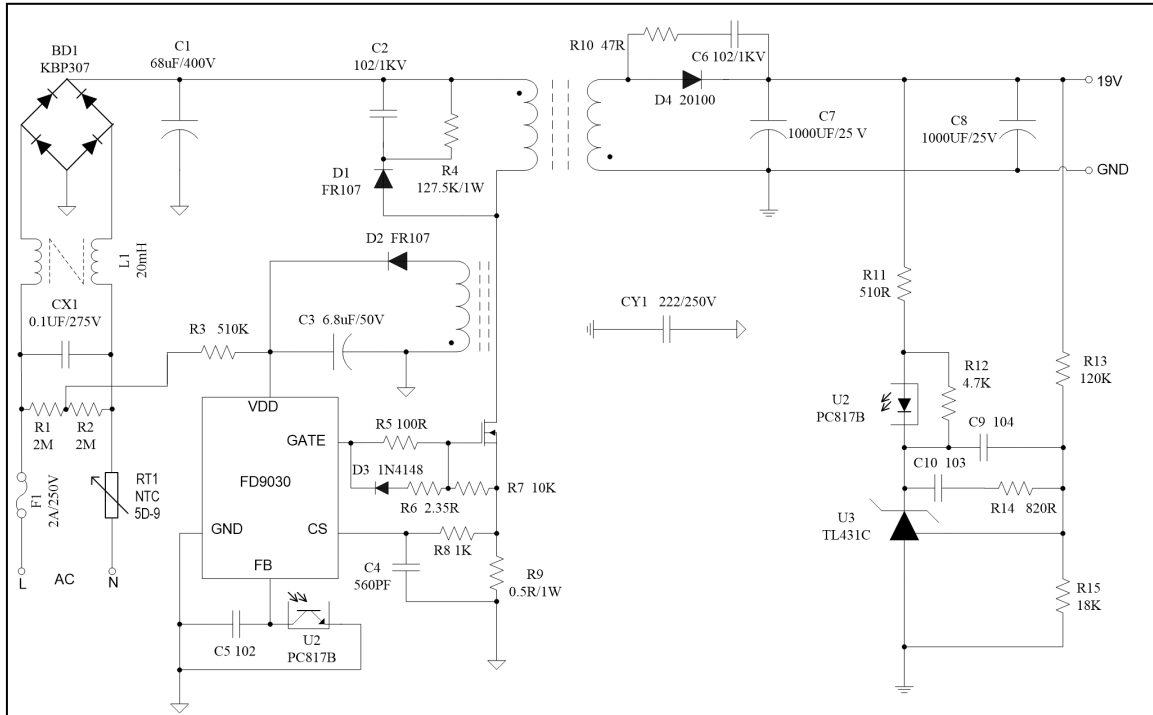 BD1
KBP307
C1
68uF/400V
C2
102/1KV
R10 47R
C6 102/1KV
D4 20100
19V
C7
1000UF/25 V
C8
1000UF/25V
GND
D1
FR107
R4
127.5K/1W
L1
20mH
D2 FR107
CX1
0.1UF/275V
R3 510K
C3 6.8uF/50V
CY1 222/250V
R11
510R
R12
4.7K
R13
120K
U2
PC817B
C9 104
C10 103
R14 820R
U3
TL431C
R15
18K
R1
2M
R2
2M
VDD
GATE
FD9030
GND
CS
FB
R5 100R
D3 1N4148
R6 2.35R
R7 10K
R8 1K
C4
560PF
R9
0.5R/1W
F1
2A/250V
RT1
NTC
5D-9
L
AC
N
C5 102
U2
PC817B